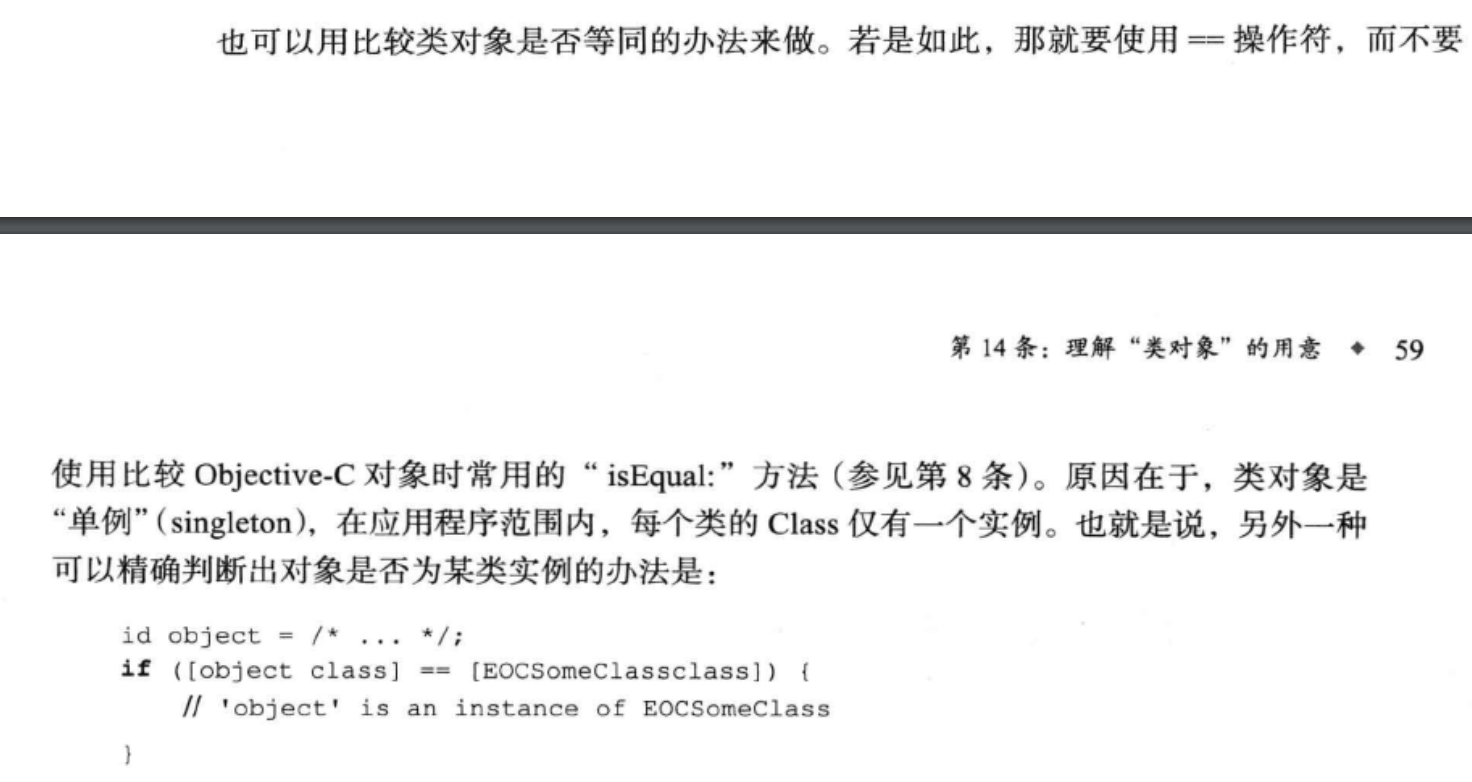 也可以用比较类对象是否等同的办法来做。若是如此，那就要使用 == 操作符，而不要
第 14 条：理解“类对象”的用意 ◆ 59
使用比较 Objective-C 对象时常用的“ isEqual:”方法（参见第 8 条）。原因在于，类对象是
“单例”（singleton），在应用程序范围内，每个类的 Class 仅有一个实例。也就是说，另外一种
可以精确判断出对象是否为某类实例的办法是：
id object = /* ... */;
if ([object class] == [EOCSomeClassclass]) {
// 'object' is an instance of EOCSomeClass
}